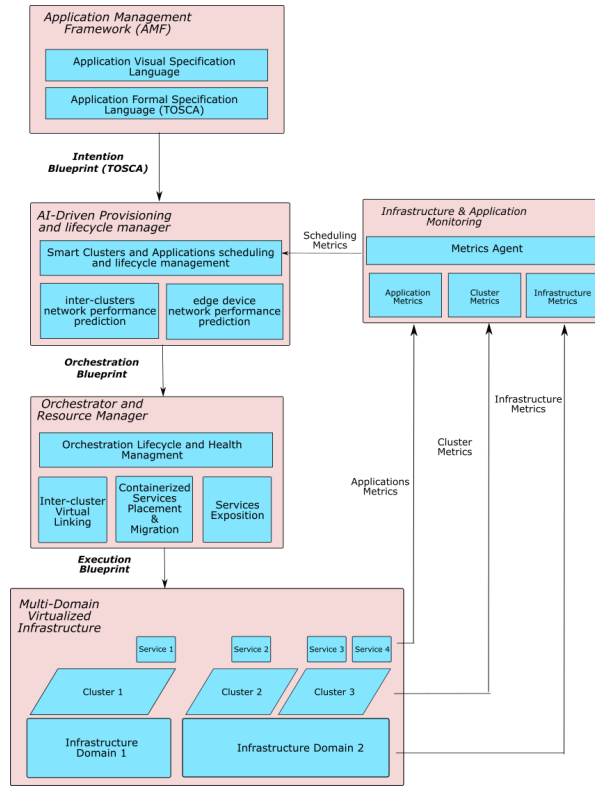 Application Management
Framework (AMF)
Application Visual Specification
Language
Application Formal Specification
Language (TOSCA)
Intention
Blueprint (TOSCA)
AI-Driven Provisioning
and lifecycle manager
Smart Clusters and Applications scheduling
and lifecycle management
inter-clusters
network performance
prediction
edge device
network performance
prediction
Scheduling
Metrics
Infrastructure & Application
Monitoring
Metrics Agent
Application
Metrics
Cluster
Metrics
Infrastructure
Metrics
Orchestration
Blueprint
Orchestrator and
Resource Manager
Orchestration Lifecycle and Health
Managment
Inter-cluster
Virtual
Linking
Containerized
Services
Placement
&
Migration
Services
Exposition
Infrastructure
Metrics
Cluster
Metrics
Applications
Metrics
Execution
Blueprint
Multi-Domain
Virtualized
Infrastructure
Service 1
Service 2
Service 3
Service 4
Cluster 1
Cluster 2
Cluster 3
Infrastructure
Domain 1
Infrastructure Domain 2